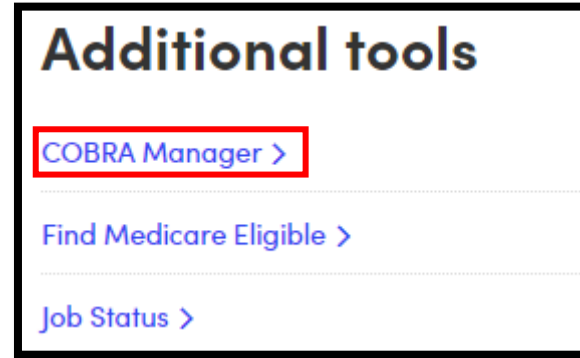 Additional tools
COBRA Manager >
Find Medicare Eligible >
Job Status >